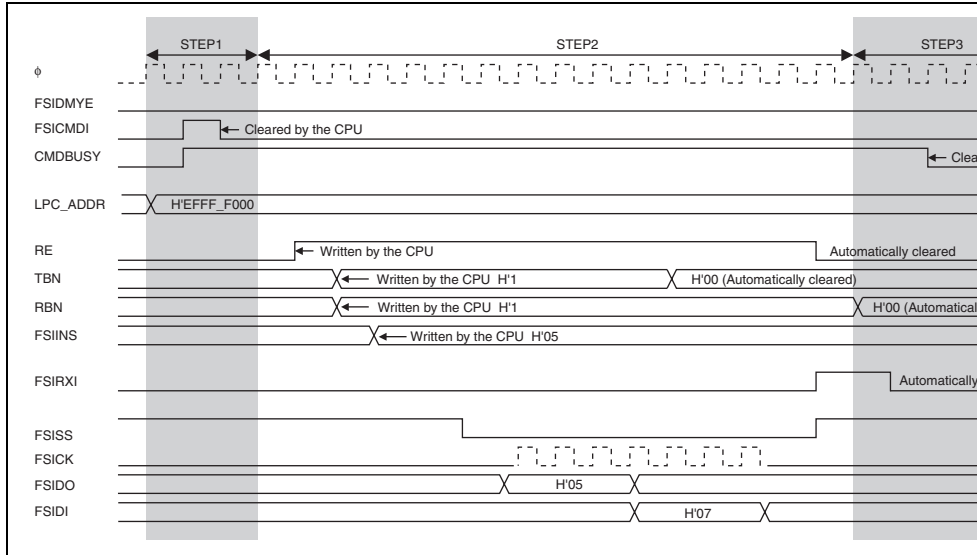 STEP1 STEP2 STEP3
φ
FSIDMYE
FSICMDI Cleared by the CPU
CMDBUSY
LPC_ADDR H'EFFF_F000
RE Written by the CPU Automatically cleared
TBN Written by the CPU H'1 H'00 (Automatically cleared)
RBN Written by the CPU H'1 H'00
FSIINS Written by the CPU H'05
FSIRXI Automatically
FSISS
FSICK
FSIDO H'05
FSIDI H'07